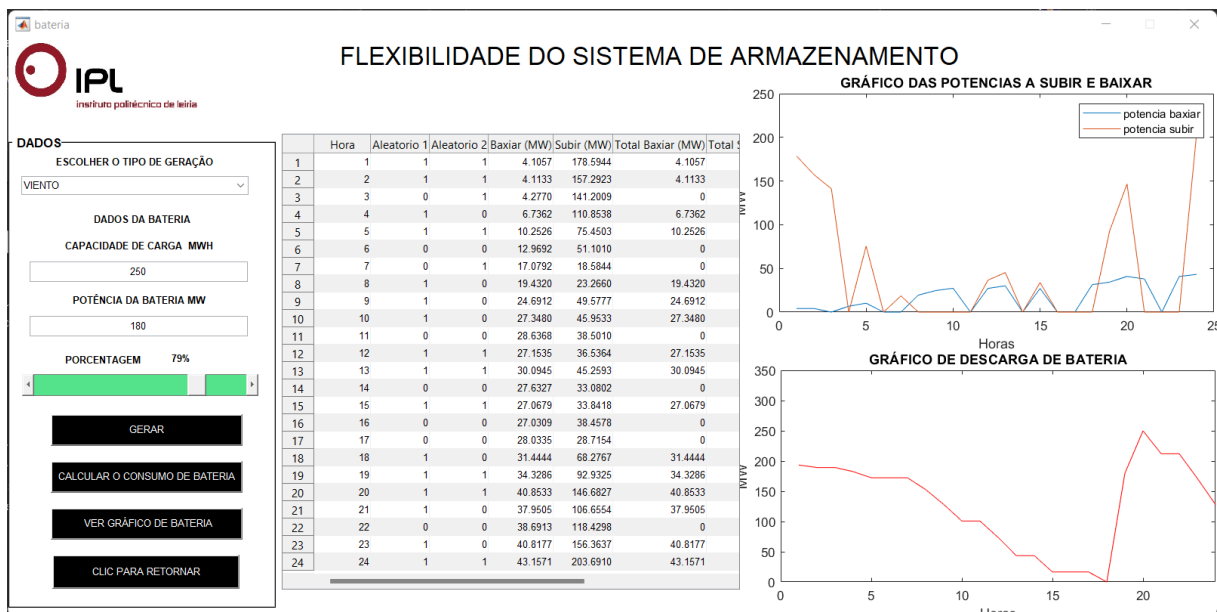 bateria
FLEXIBILIDADE DO SISTEMA DE ARMAZENAMENTO
IPL
instituto politécnico de leiria
DADOS
ESCOLHER O TIPO DE GERAÇÃO
VIENTO
DADOS DA BATERIA
CAPACIDADE DE CARGA MWH
250
POTÊNCIA DA BATERIA MW
180
PORCENTAGEM 79%
GERAR
CALCULAR O CONSUMO DE BATERIA
VER GRÁFICO DE BATERIA
CLIC PARA RETORNAR
Hora Aleatorio 1 Aleatorio 2 Baxiar (MW) Subir (MW) Total Baxiar (MW) Total
1 1 1 1 4.1057 178.5944 4.1057
2 2 1 1 4.1133 157.2923 4.1133
3 3 0 1 4.2770 141.2009 0
4 4 1 0 6.7362 110.8538 6.7362
5 5 1 1 10.2526 75.4503 10.2526
6 6 0 0 12.9692 51.1010 0
7 7 0 1 17.0792 18.5844 0
8 8 1 0 19.4320 23.2660 19.4320
9 9 1 0 24.6912 49.5777 24.6912
10 10 1 0 27.3480 45.9533 27.3480
11 11 0 0 28.6368 38.5010 0
12 12 1 1 27.1535 36.5364 27.1535
13 13 1 1 30.0945 45.2593 30.0945
14 14 0 0 27.6327 33.0802 0
15 15 1 1 27.0679 33.8418 27.0679
16 16 0 0 27.0309 38.4578 0
17 17 0 0 28.0335 28.7154 0
18 18 1 0 31.4444 68.2767 31.4444
19 19 1 1 34.3286 92.9325 34.3286
20 20 1 1 40.8533 146.6827 40.8533
21 21 1 0 37.9505 106.6554 37.9505
22 22 0 0 38.6913 118.4298 0
23 23 1 0 40.8177 156.3637 40.8177
24 24 1 1 43.1571 203.6910 43.1571
GRÁFICO DAS POTENCIAS A SUBIR E BAIXAR
potencia baxiar
potencia subir
250
200
150
100
50
0
MW
0 5 10 15 20 25
Horas
GRÁFICO DE DESCARGA DE BATERIA
350
300
250
200
150
100
50
0
MW
0 5 10 15 20
Horas